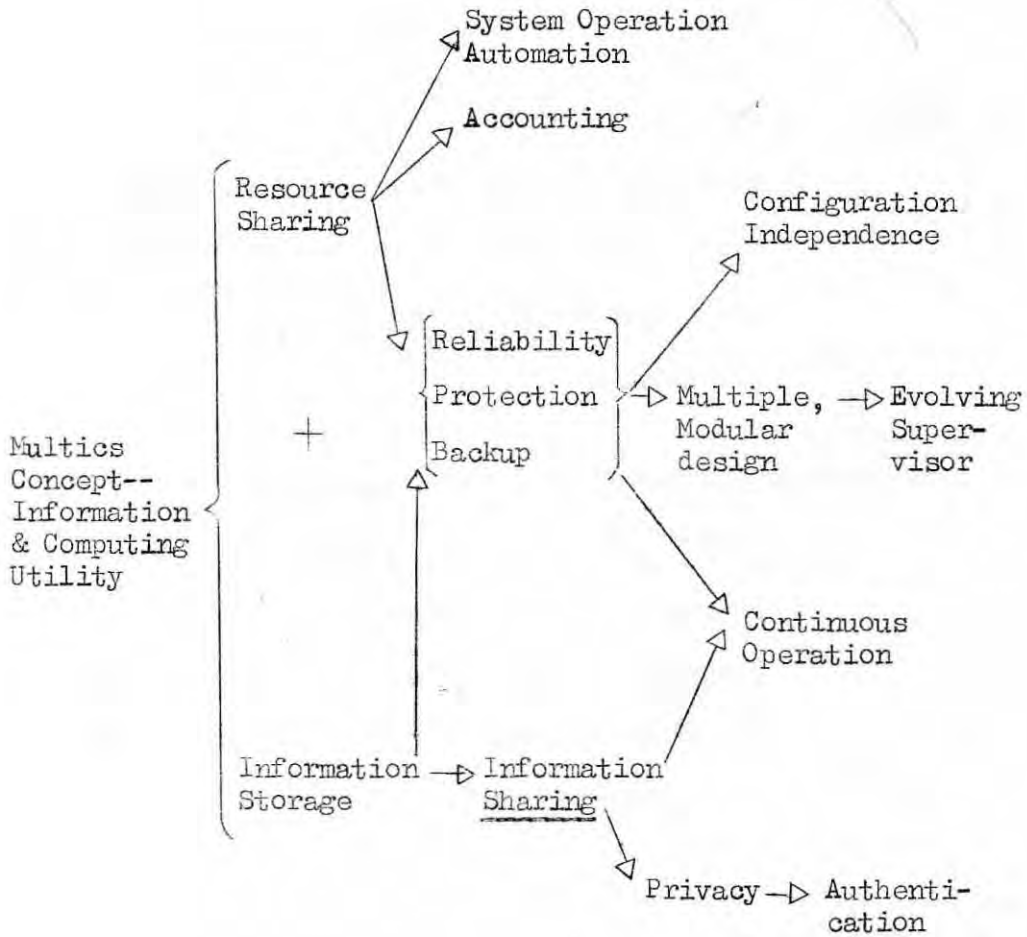 System Operation
Automation
Accounting
Resource
Sharing
Configuration
Independence
Reliability
Protection
Backup
Multiple,
Modular
design
Evolving
Super-
visor
+
Multics
Concept--
Information
& Computing
Utility
Continuous
Operation
Information
Storage
Information
Sharing
Privacy
Authenti-
cation